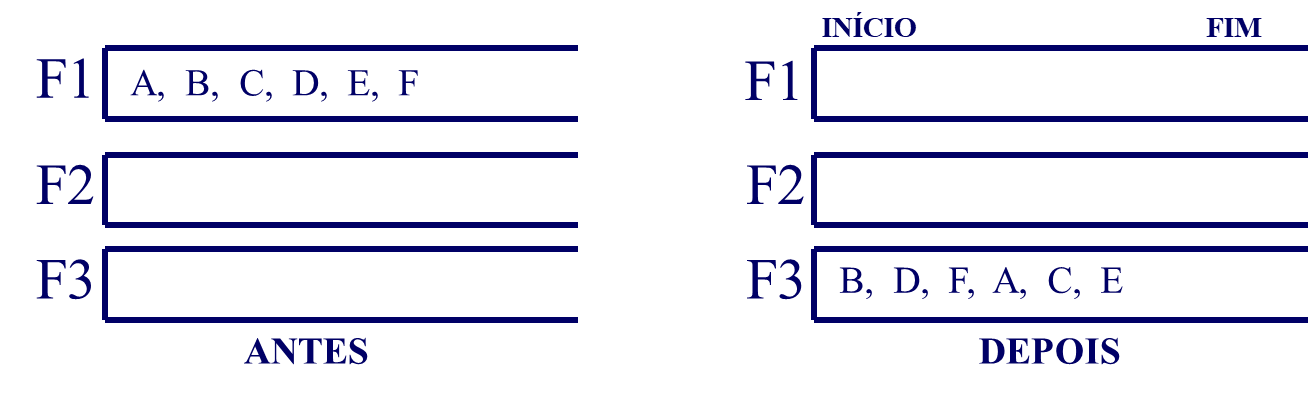 INÍCIO FIM
F1 A, B, C, D, E, F
F1
F2
F2
F3
F3 B, D, F, A, C, E
ANTES
DEPOIS